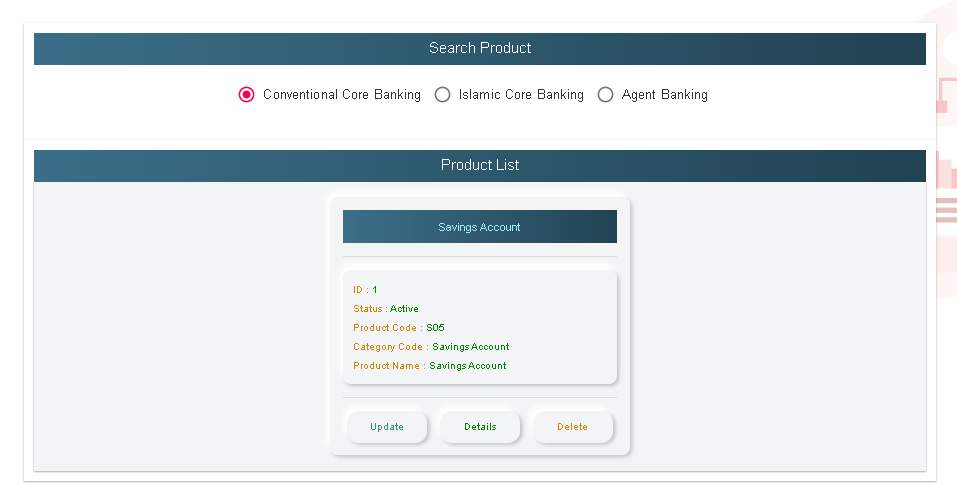 Search Product
Conventional Core Banking Islamic Core Banking Agent Banking
Product List
Savings Account
ID : 1
Status : Active
Product Code : S05
Category Code : Savings Account
Product Name : Savings Account
Update Details Delete